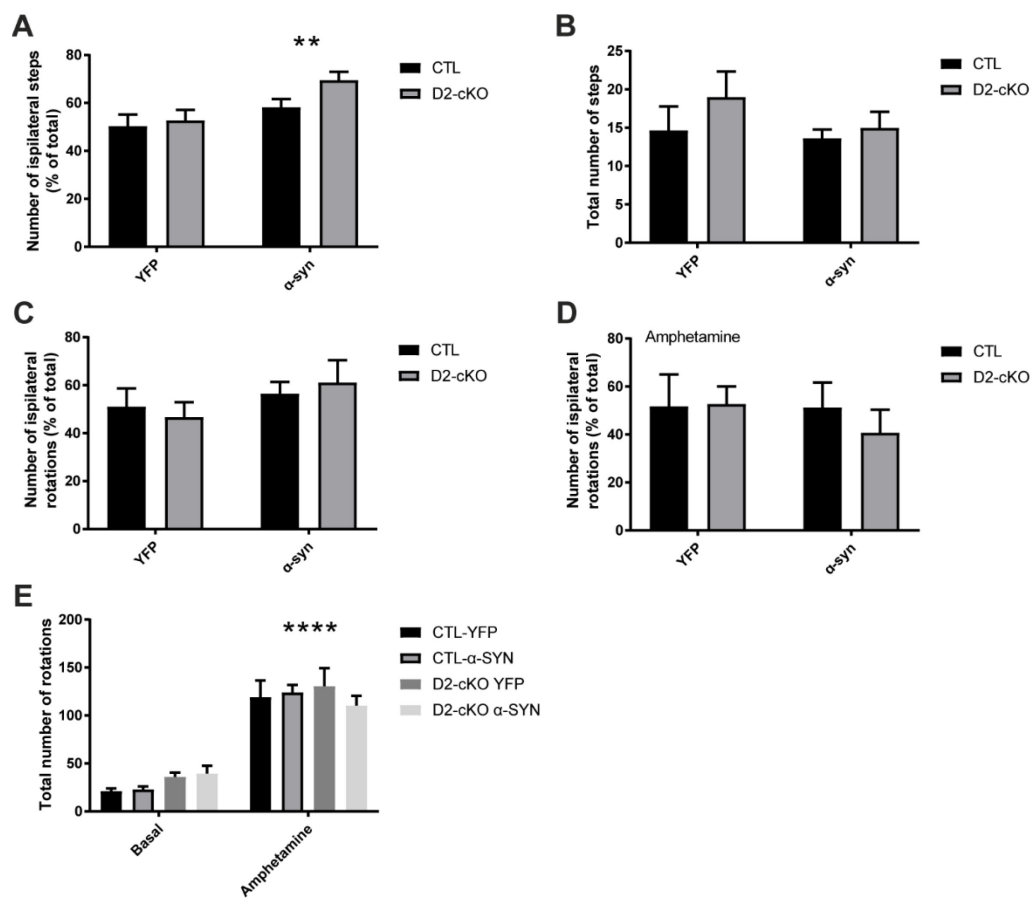 A
Number of ispilateral steps
(% of total)
80
60
40
20
0
**
YFP
α-syn
CTL
D2-cKO
B
Total number of steps
25
20
15
10
5
0
YFP
α-syn
CTL
D2-cKO
C
Number of ispilateral
rotations (% of total)
80
60
40
20
0
YFP
α-syn
CTL
D2-cKO
D
Number of ispilateral
rotations (% of total)
80
60
40
20
0
Amphetamine
YFP
α-syn
CTL
D2-cKO
E
Total number of rotations
200
150
100
50
0
****
Basal
Amphetamine
CTL-YFP
CTL-α-SYN
D2-cKO YFP
D2-cKO α-SYN